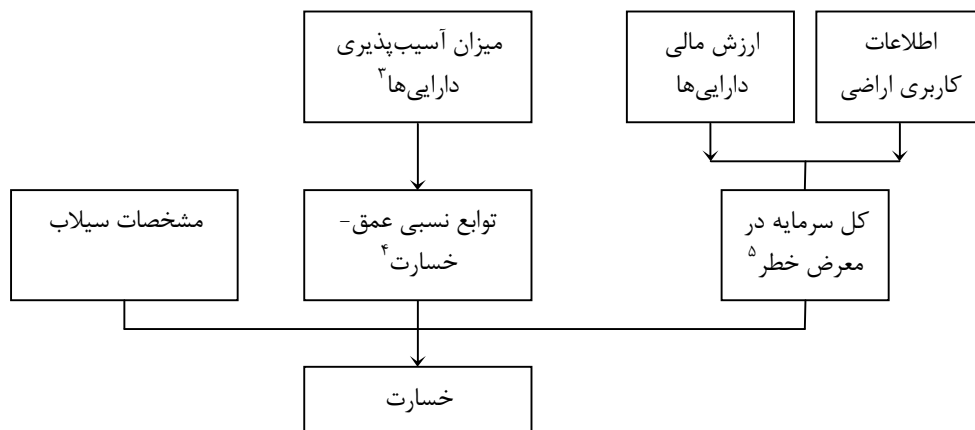 اطلاعات
کاربری اراضی
ارزش مالی
دارایی‌ها
میزان آسیب‌پذیری
دارایی‌ها۳
کل سرمایه در
معرض خطر۵
توابع نسبی عمق-
خسارت۴
مشخصات سیلاب
خسارت